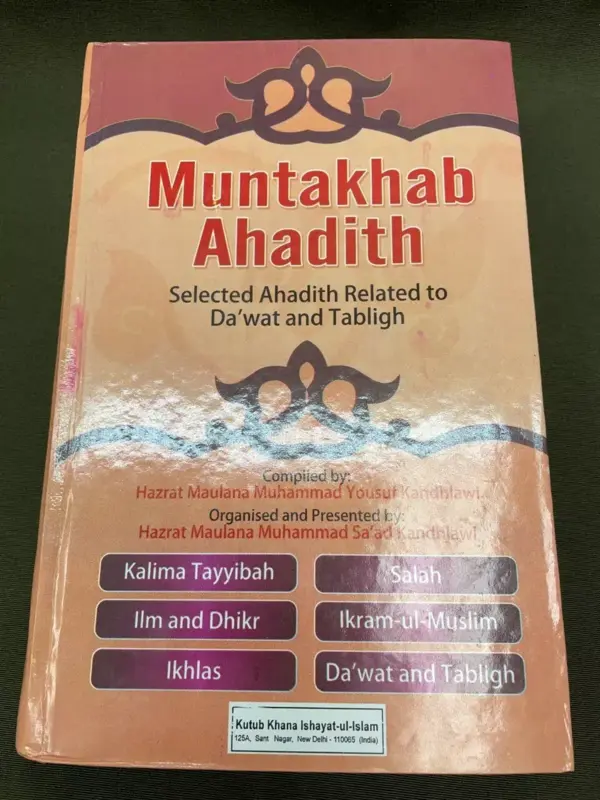 Muntakhab
Ahadith
Selected Ahadith Related to
Da'wat and Tabligh
Compiled by:
Hazrat Maulana Muhammad Yousuf Kandhlawi
Organised and Presented by:
Hazrat Maulana Muhammad Sa'ad Kandhlawi
Kalima Tayyibah
Salah
Ilm and Dhikr
Ikram-ul-Muslim
Ikhlas
Da'wat and Tabligh
Kutub Khana Ishayat-ul-Islam
125A, Sant Nagar, New Delhi - 110065 (India)